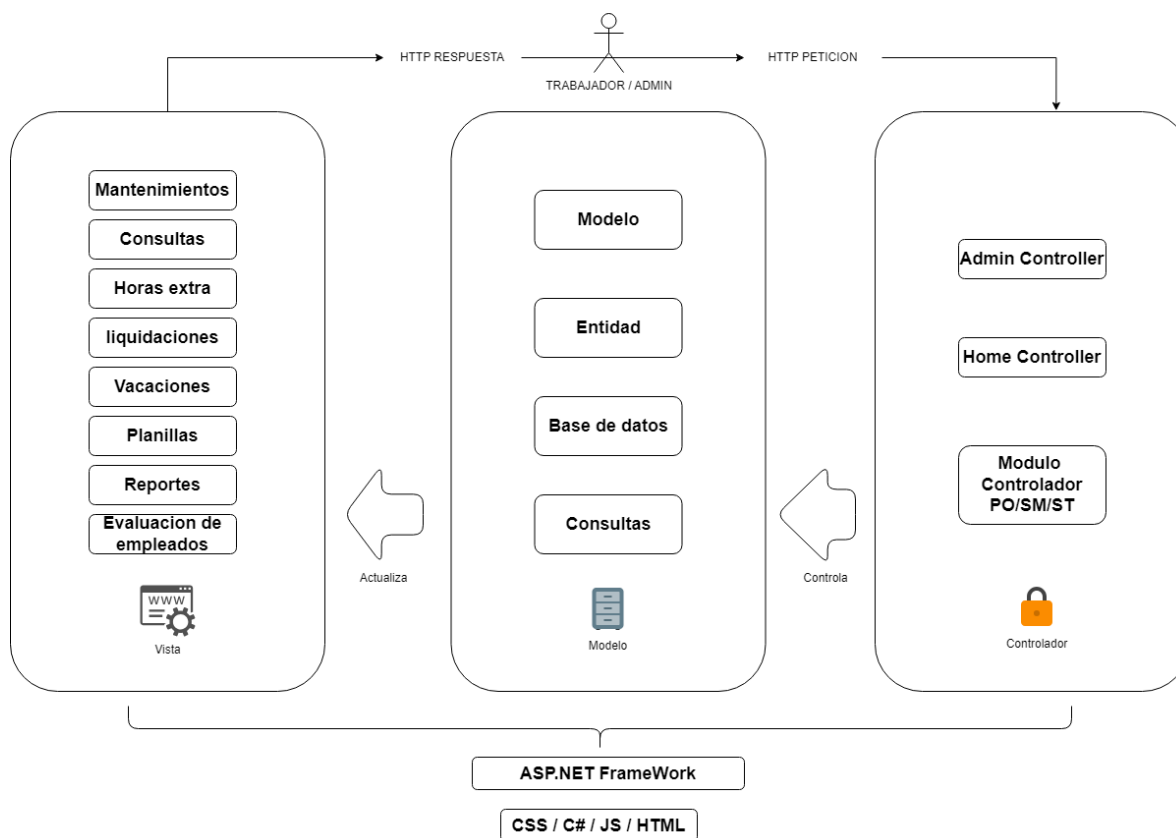 HTTP RESPUESTA
HTTP PETICION
TRABAJADOR / ADMIN
Mantenimientos
Consultas
Horas extra
liquidaciones
Vacaciones
Planillas
Reportes
Evaluacion de
empleados
WWW
Vista
Actualiza
Modelo
Entidad
Base de datos
Consultas
Modelo
Controla
Admin Controller
Home Controller
Modulo
Controlador
PO/SM/ST
Controlador
ASP.NET FrameWork
CSS / C# / JS / HTML